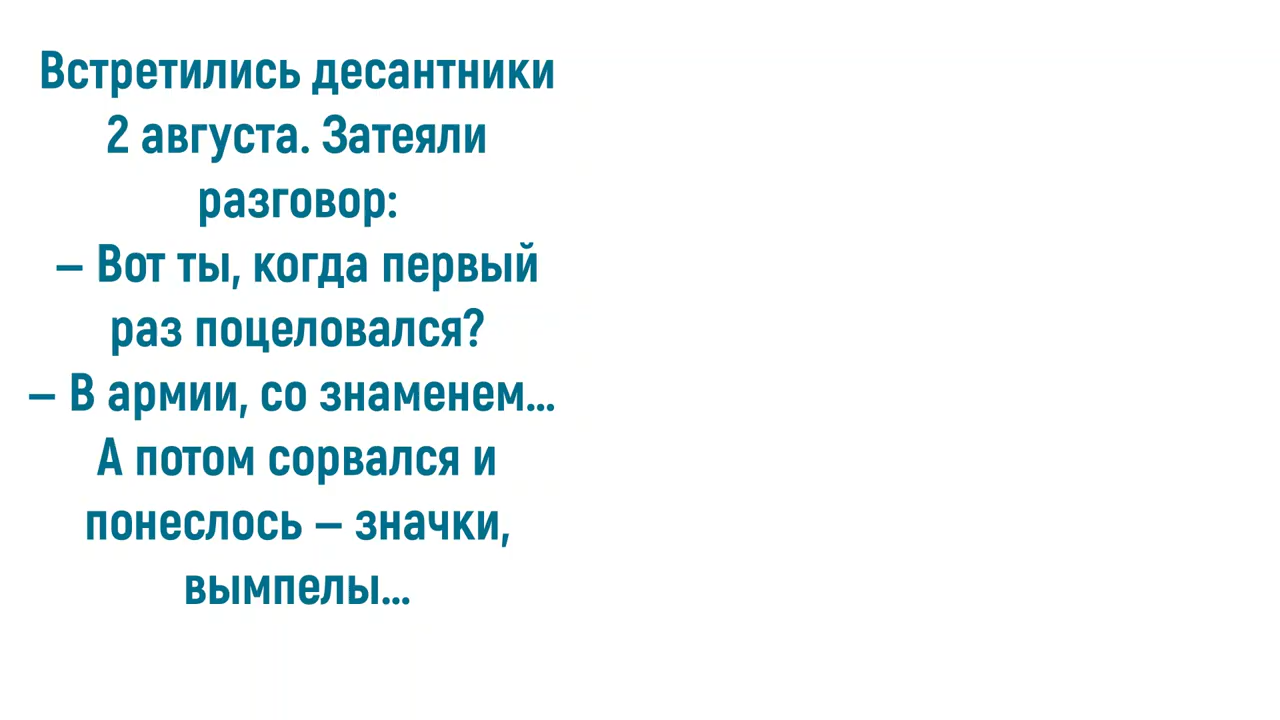 Встретились десантники
2 августа. Затеяли
разговор:
– Вот ты, когда первый
раз поцеловался?
– В армии, со знаменем...
А потом сорвался и
понеслось – значки,
вымпелы...